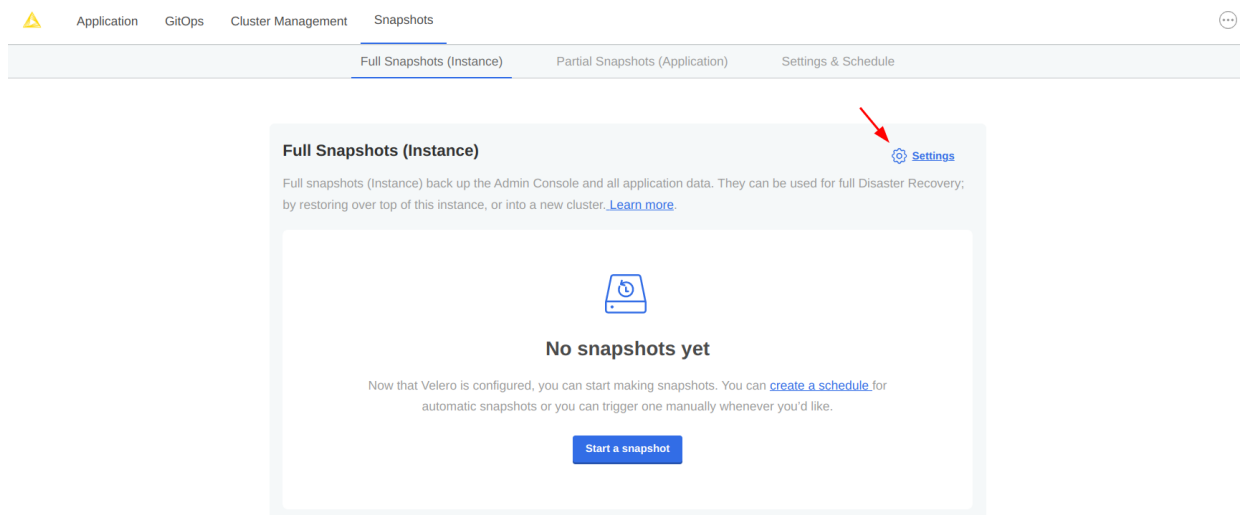 Application GitOps Cluster Management Snapshots
Full Snapshots (Instance) Partial Snapshots (Application) Settings & Schedule
Full Snapshots (Instance)
Settings
Full snapshots (Instance) back up the Admin Console and all application data. They can be used for full Disaster Recovery;
by restoring over top of this instance, or into a new cluster. Learn more.
No snapshots yet
Now that Velero is configured, you can start making snapshots. You can create a schedule for
automatic snapshots or you can trigger one manually whenever you'd like.
Start a snapshot